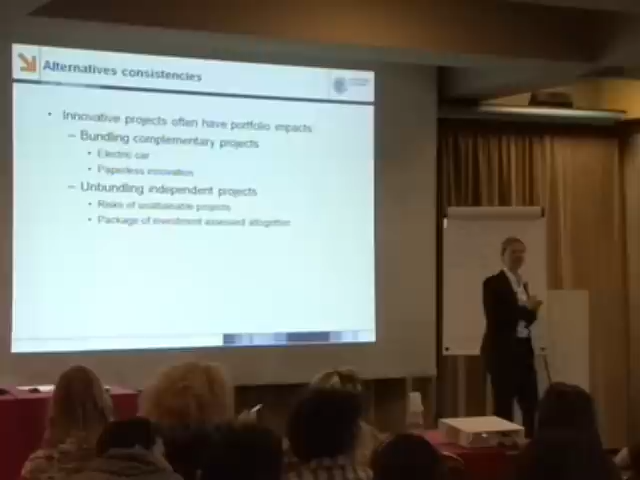 Alternatives consistencies
• Innovative projects often have portfolio impacts
– Bundling complementary projects
• Electric car
• Paperless innovation
– Unbundling independent projects
• Risks of unattainable projects
• Package of investment assessed altogether